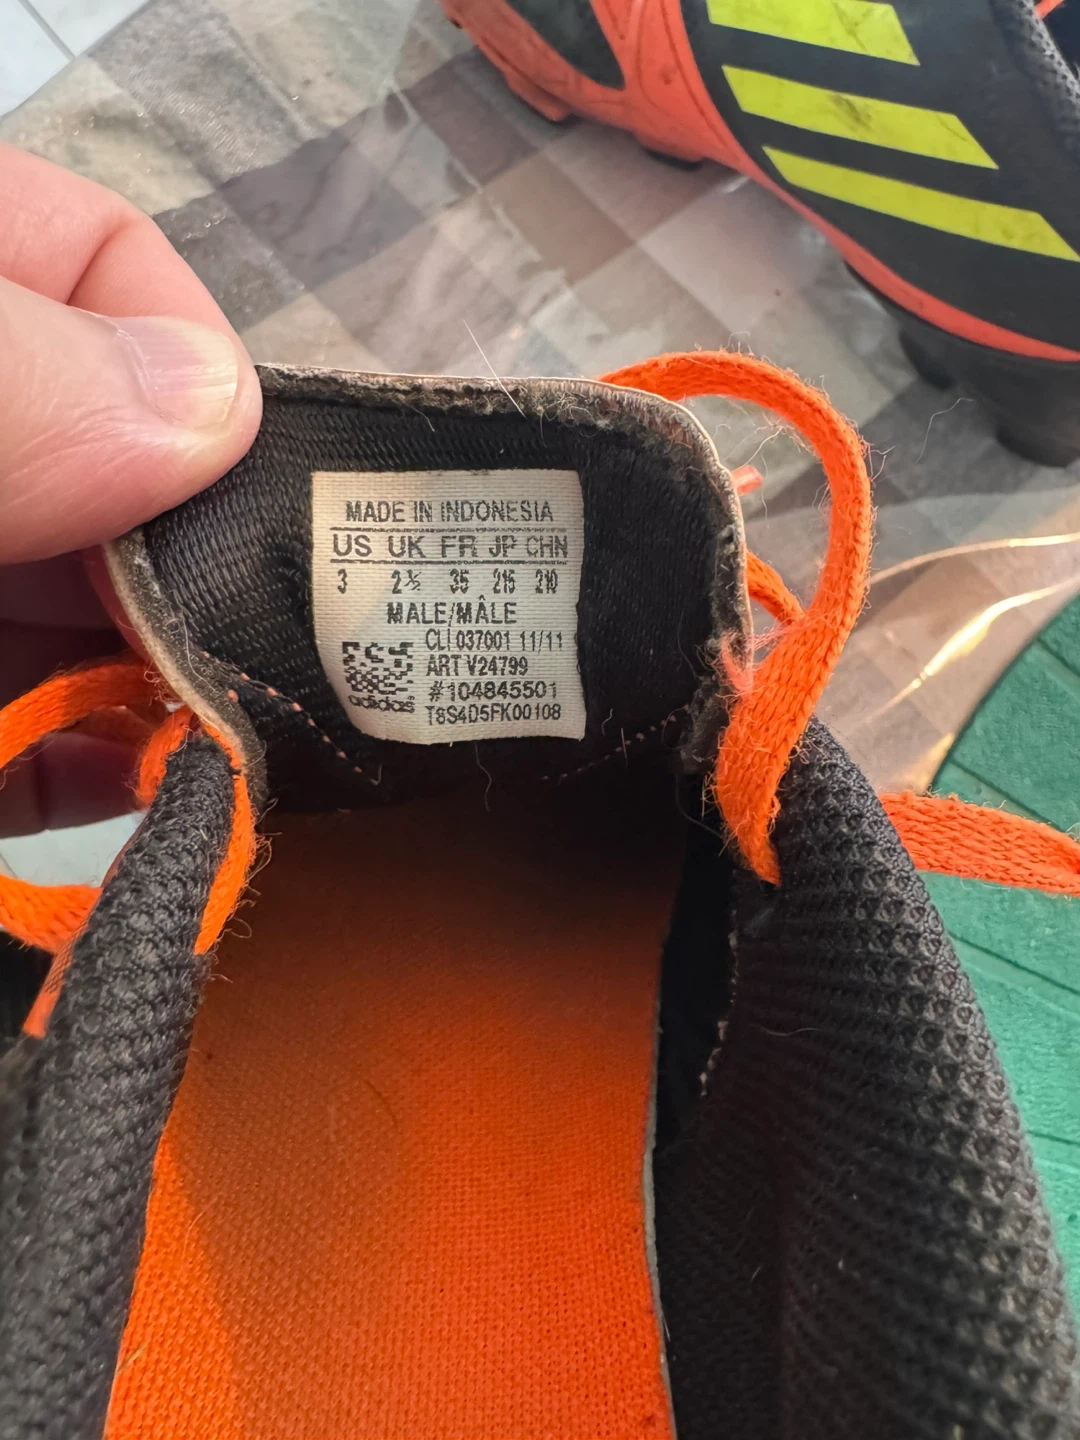 MADE IN INDONESIA
US UK FR JP CHN
3 2½ 35 215 210
MALE/MÂLE
CLI 037001 11/11
ART V24799
#104845501
adidas T8S4D5FK00108